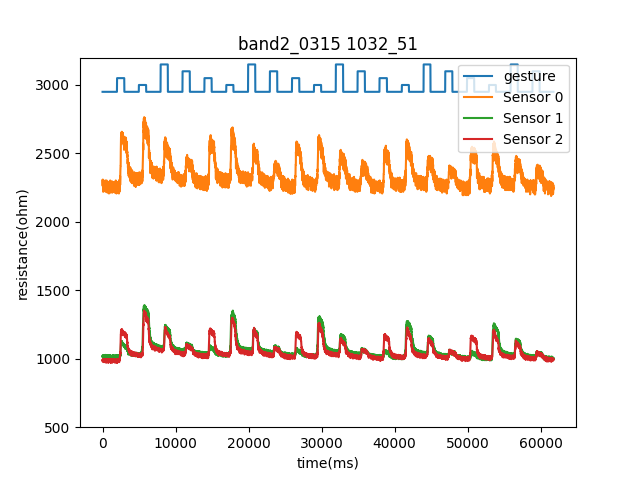 band2_0315 1032_51
gesture
Sensor 0
Sensor 1
Sensor 2
resistance(ohm)
3000
2500
2000
1500
1000
500
0
10000
20000
30000
40000
50000
60000
time(ms)